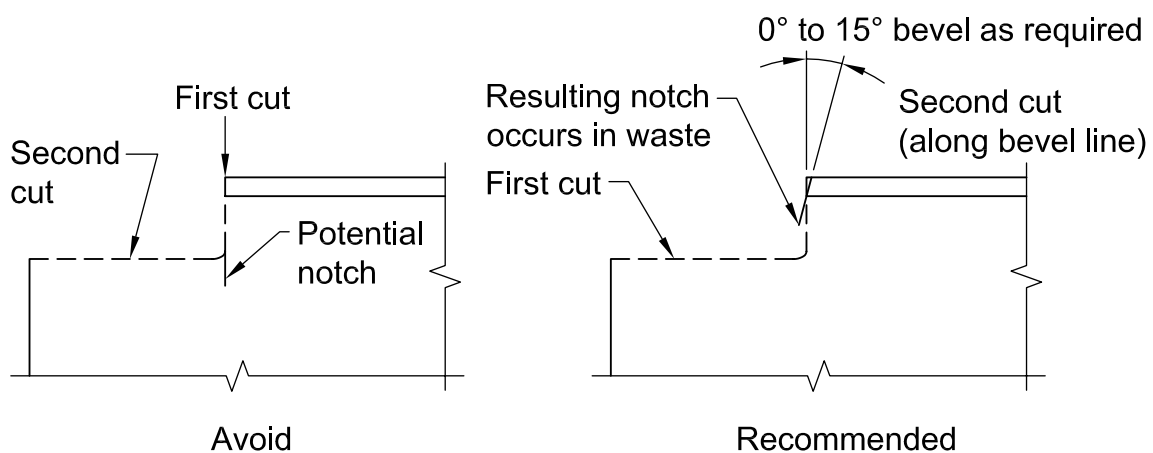 First cut
Second
cut
Potential
notch
Avoid
0° to 15° bevel as required
Resulting notch
occurs in waste
Second cut
(along bevel line)
First cut
Recommended